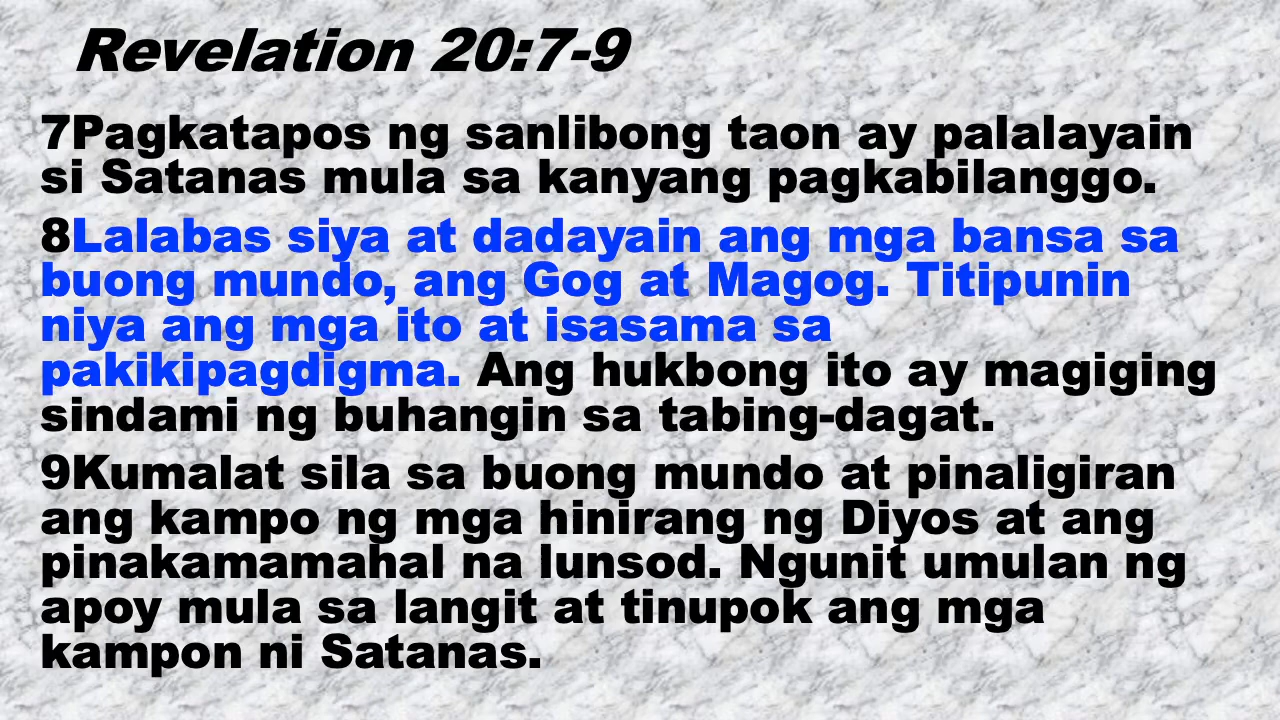 Revelation 20:7-9
7Pagkatapos ng sanlibong taon ay palalayain
si Satanas mula sa kanyang pagkabilanggo.
8Lalabas siya at dadayain ang mga bansa sa
buong mundo, ang Gog at Magog. Titipunin
niya ang mga ito at isasama sa
pakikipagdigma. Ang hukbong ito ay magiging
sindami ng buhangin sa tabing-dagat.
9Kumalat sila sa buong mundo at pinaligiran
ang kampo ng mga hinirang ng Diyos at ang
pinakamamahal na lunsod. Ngunit umulan ng
apoy mula sa langit at tinupok ang mga
kampon ni Satanas.